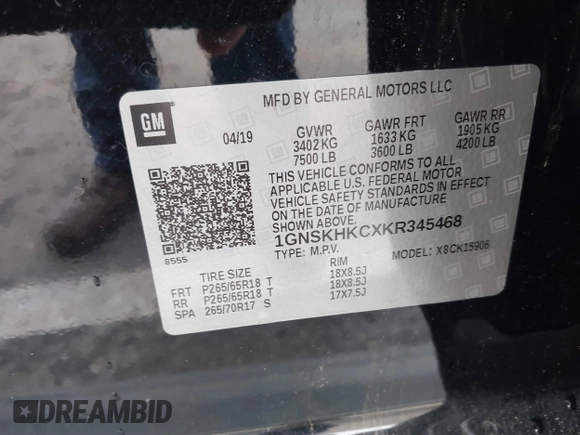 GM
MFD BY GENERAL MOTORS LLC
04/19
GVWR GAWR FRT GAWR RR
3402 KG 1633 KG 1905 KG
7500 LB 3600 LB 4200 LB
THIS VEHICLE CONFORMS TO ALL
APPLICABLE U.S. FEDERAL MOTOR
VEHICLE SAFETY STANDARDS IN EFFECT
ON THE DATE OF MANUFACTURE
SHOWN ABOVE.
1GNSKHKCXKR345468
8555
TYPE: M.P.V. MODEL: X8CK15906
TIRE SIZE RIM
FRT P265/65R18 T 18X8.5J
RR P265/65R18 T 18X8.5J
SPA 265/70R17 S 17X7.5J
DREAMBID